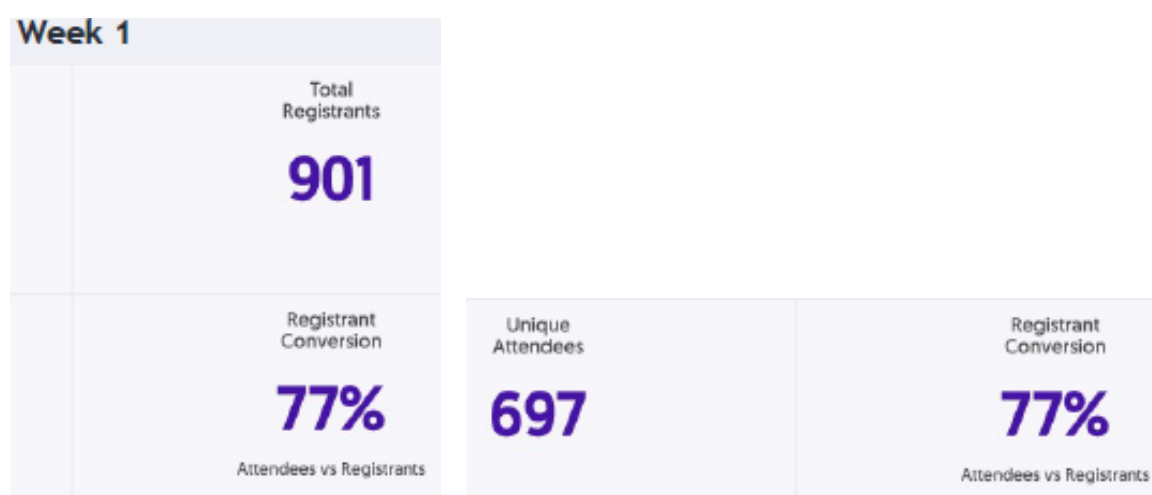 Week 1
Total
Registrants
901
Registrant
Conversion
77%
Attendees vs Registrants
Unique
Attendees
697
Registrant
Conversion
77%
Attendees vs Registrants